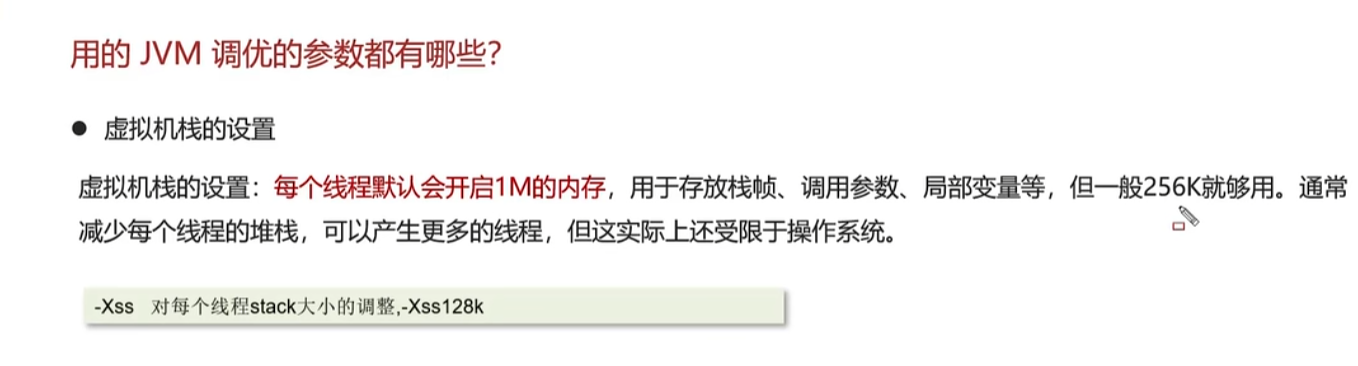 用的 JVM 调优的参数都有哪些？
● 虚拟机栈的设置
虚拟机栈的设置：每个线程默认会开启1M的内存，用于存放栈帧、调用参数、局部变量等，但一般256K就够用。通常
减少每个线程的堆栈，可以产生更多的线程，但这实际上还受限于操作系统。
-Xss 对每个线程stack大小的调整,-Xss128k